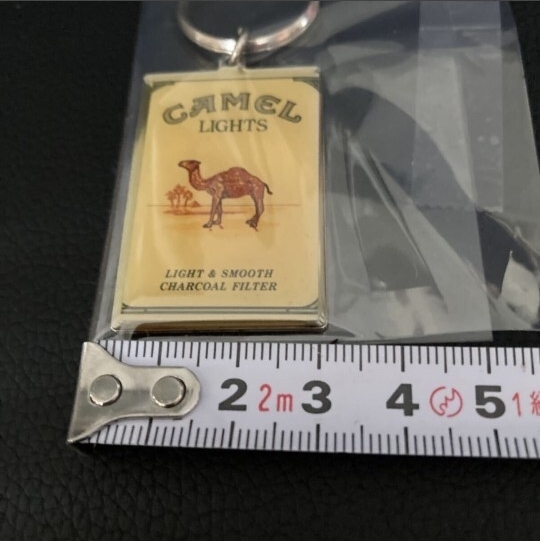 CAMEL
LIGHTS
LIGHT & SMOOTH
CHARCOAL FILTER
2 2m 3 4 5 1